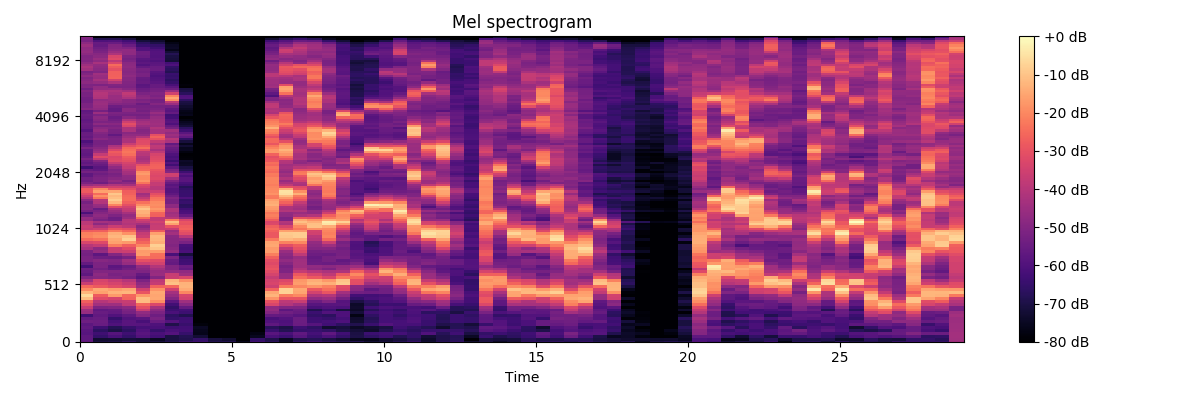 Mel spectrogram
Hz
8192
4096
2048
1024
512
0
0 5 10 15 20 25
Time
+0 dB
-10 dB
-20 dB
-30 dB
-40 dB
-50 dB
-60 dB
-70 dB
-80 dB